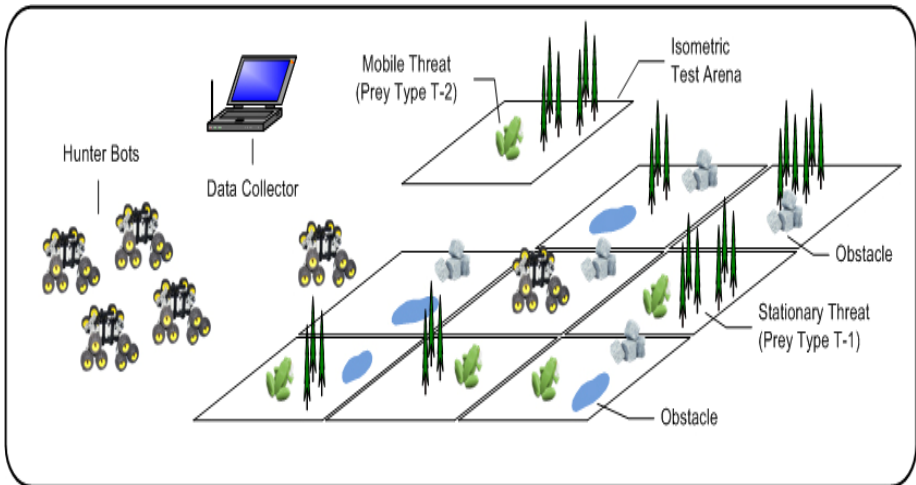 Isometric
Test Arena
Mobile Threat
(Prey Type T-2)
Hunter Bots
Data Collector
Obstacle
Stationary Threat
(Prey Type T-1)
Obstacle